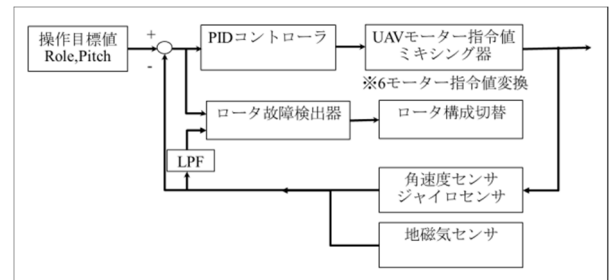 操作目標値
Role,Pitch
+
-
PIDコントローラ
UAVモーター指令値
ミキシング器
※6モーター指令値変換
ロータ故障検出器
ロータ構成切替
LPF
角速度センサ
ジャイロセンサ
地磁気センサ